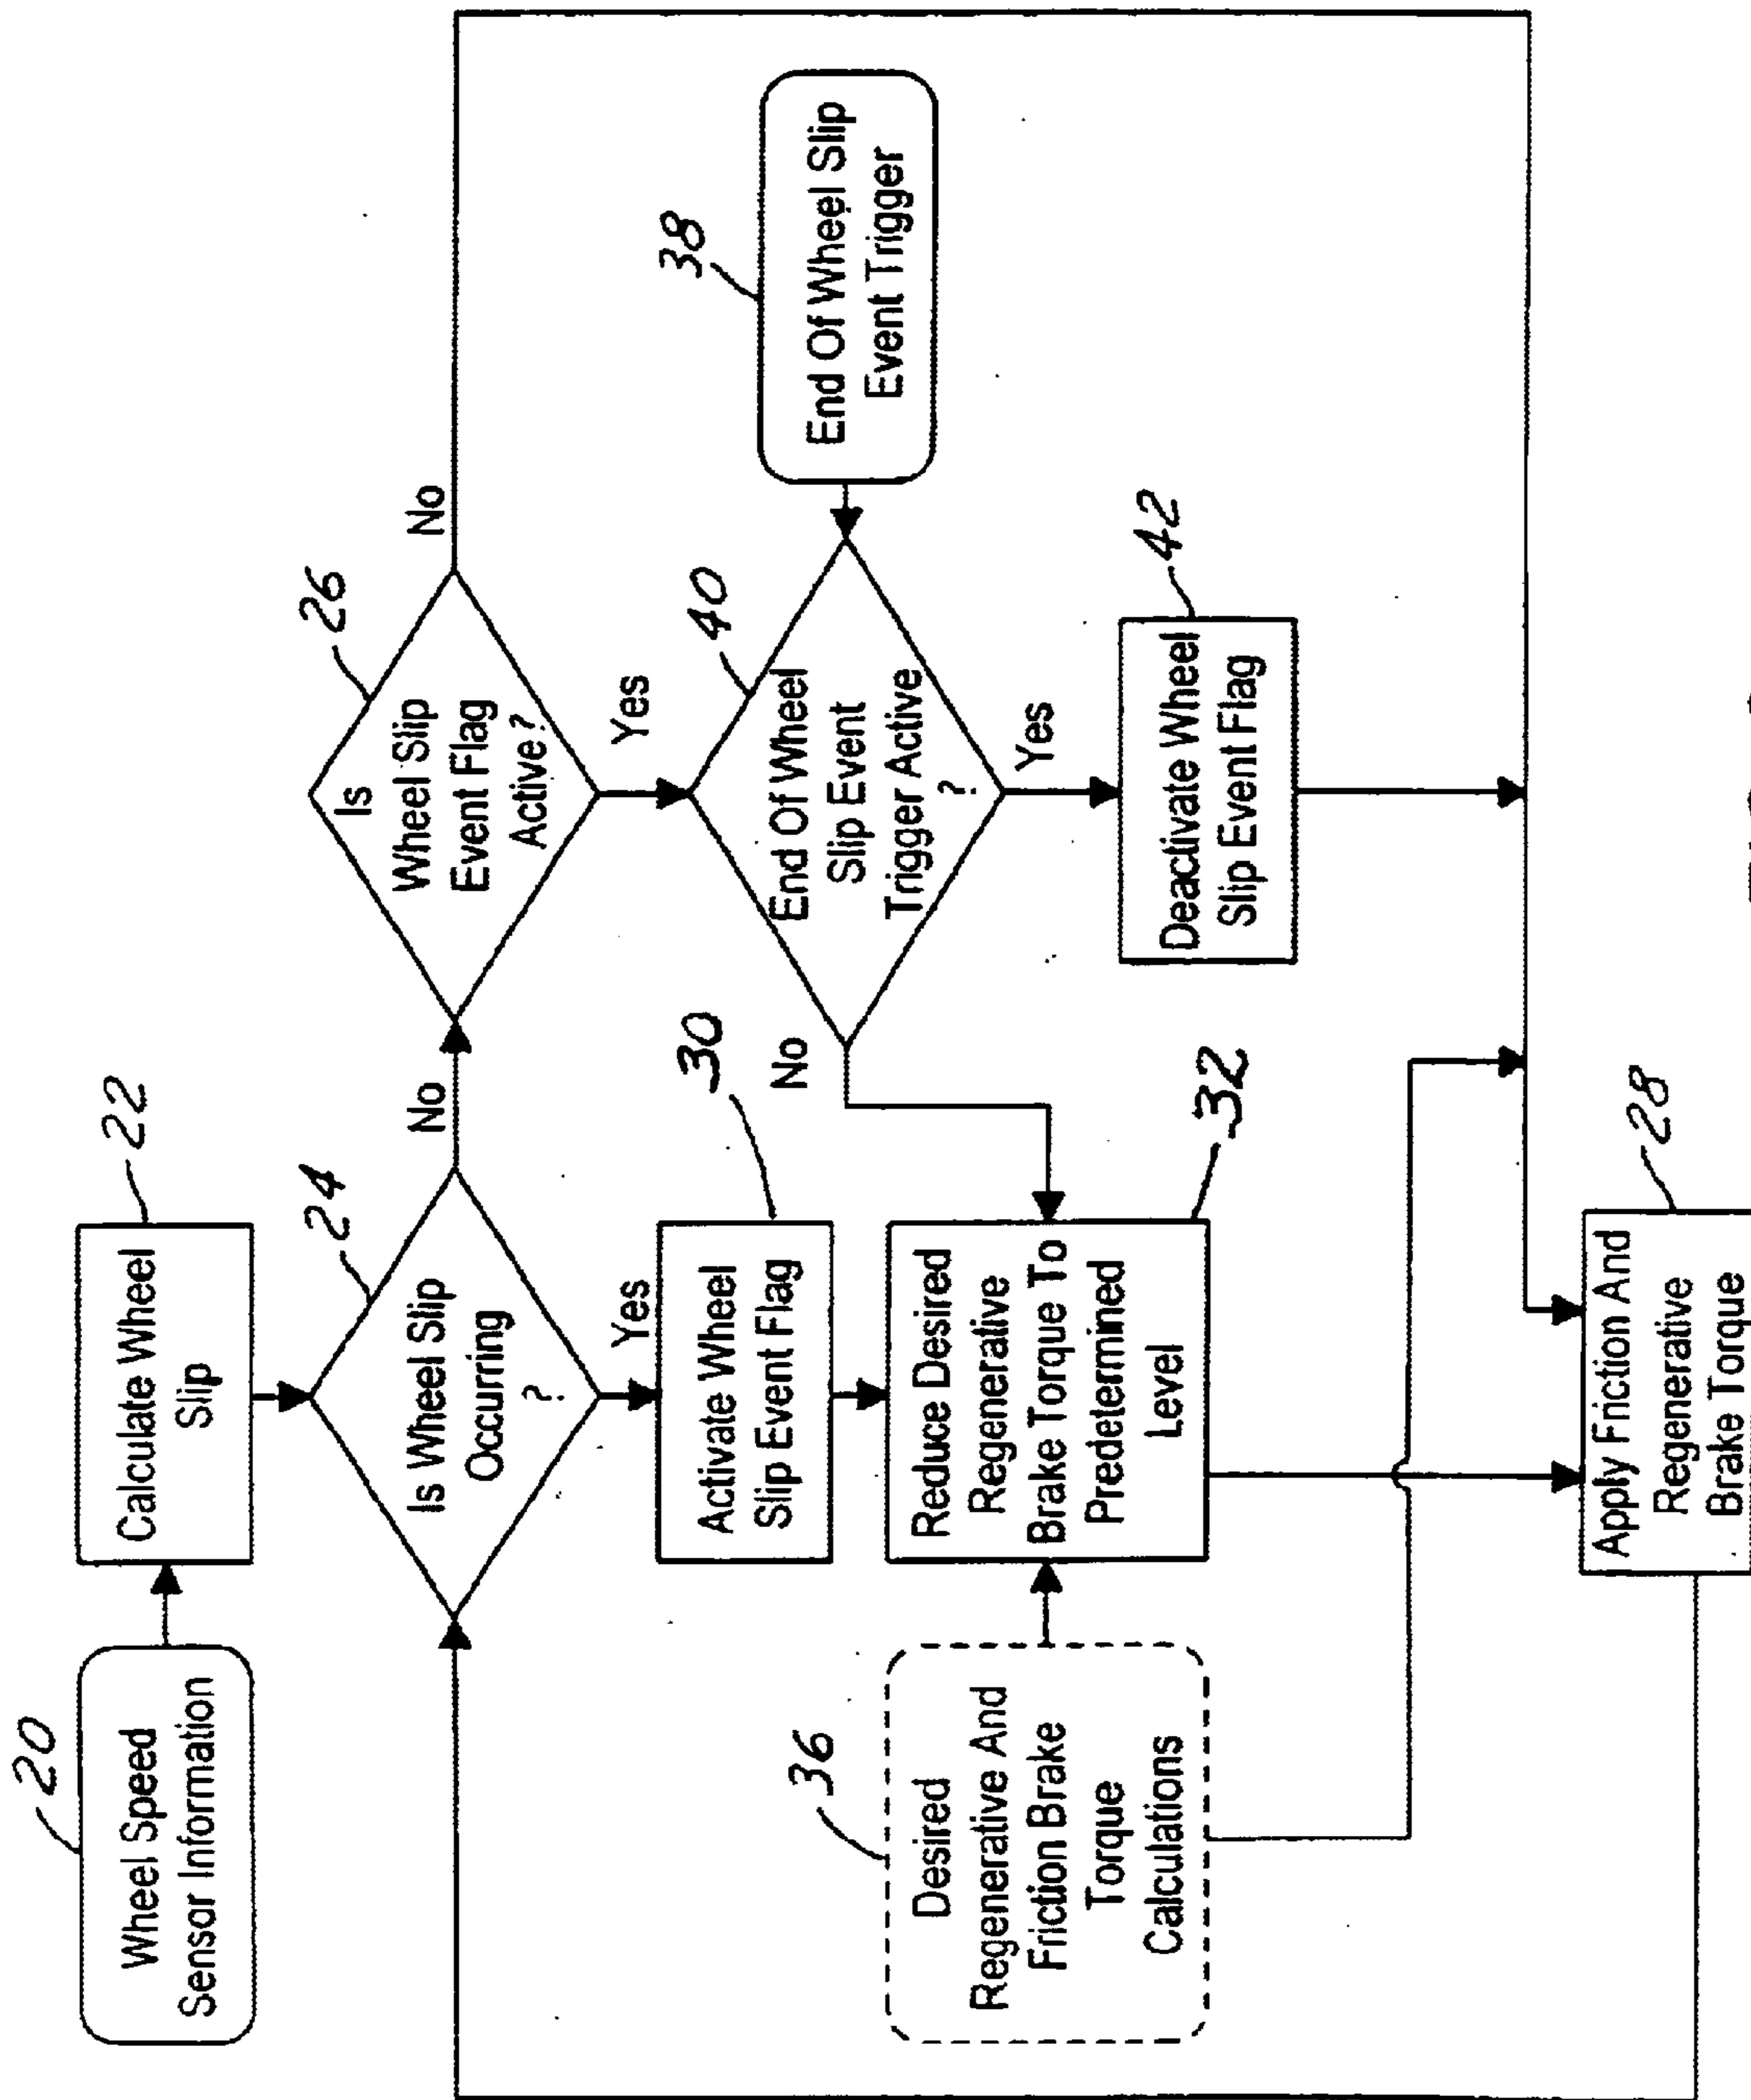 20
Wheel Speed
Sensor Information
22
Calculate Wheel
Slip
24
Is Wheel Slip
Occurring
?
No
Yes
26
Is
Wheel Slip
Event Flag
Active?
No
Yes
30
Activate Wheel
Slip Event Flag
38
End Of Wheel Slip
Event Trigger
40
End Of Wheel
Slip Event
Trigger Active
?
No
Yes
36
Desired
Regenerative And
Friction Brake
Torque
Calculations
32
Reduce Desired
Regenerative
Brake Torque To
Predetermined
Level
42
Deactivate Wheel
Slip Event Flag
28
Apply Friction And
Regenerative
Brake Torque